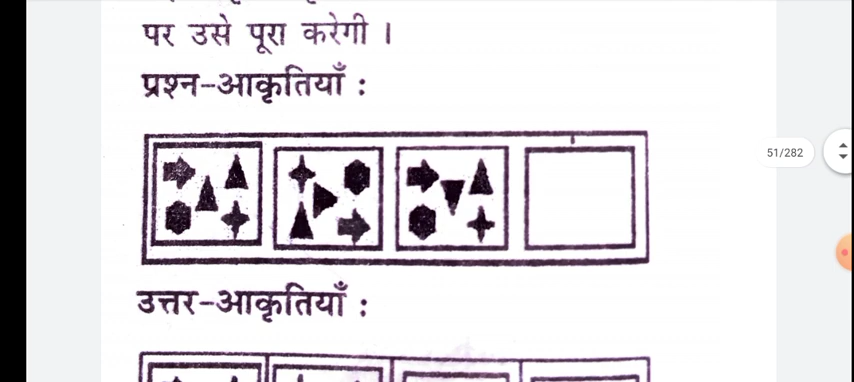 पर उसे पूरा करेगी ।
प्रश्न-आकृतियाँ :
51/282
उत्तर-आकृतियाँ :